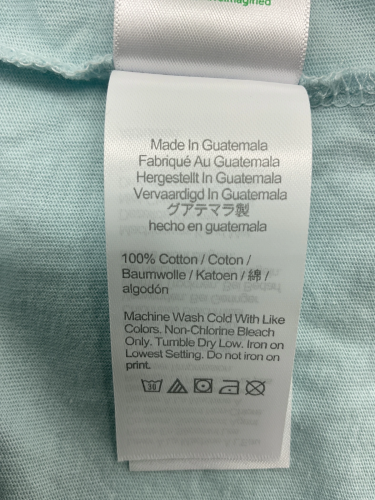 Made In Guatemala
Fabriqué Au Guatemala
Hergestellt In Guatemala
Vervaardigd In Guatemala
グアテマラ製
hecho en guatemala
100% Cotton / Coton /
Baumwolle / Katoen / 綿 /
algodón
Machine Wash Cold With Like
Colors. Non-Chlorine Bleach
Only. Tumble Dry Low. Iron on
Lowest Setting. Do not iron on
print.